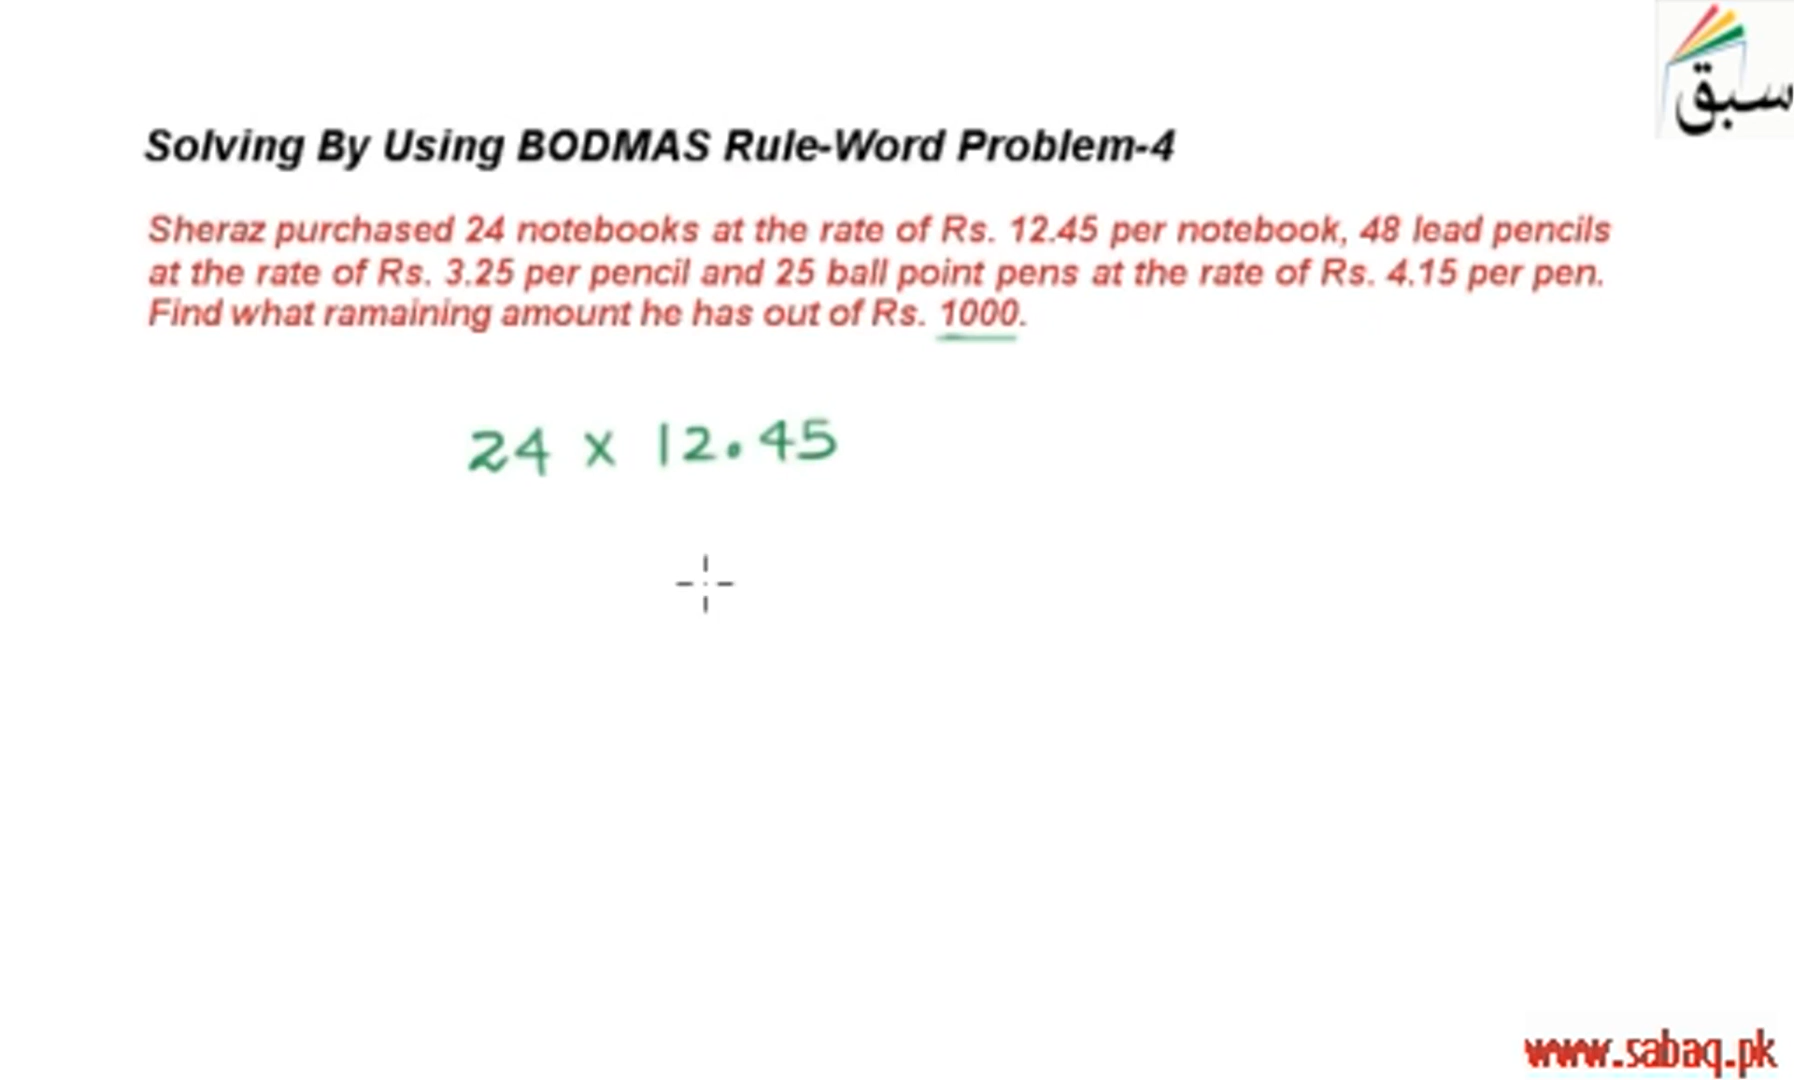 سبق
Solving By Using BODMAS Rule-Word Problem-4
Sheraz purchased 24 notebooks at the rate of Rs. 12.45 per notebook, 48 lead pencils
at the rate of Rs. 3.25 per pencil and 25 ball point pens at the rate of Rs. 4.15 per pen.
Find what ramaining amount he has out of Rs. 1000.
24 x 12.45
www.sabaq.pk